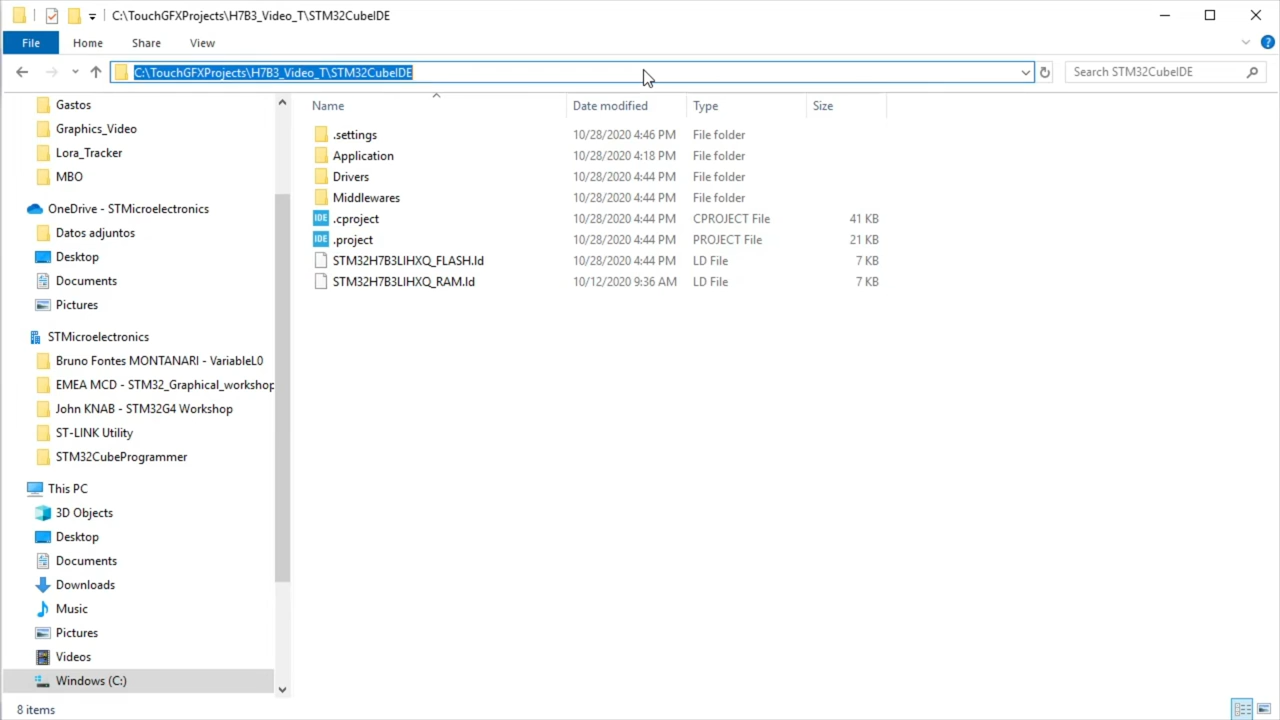 C:\TouchGFXProjects\H7B3_Video_T\STM32CubeIDE
File Home Share View
C:\TouchGFXProjects\H7B3_Video_T\STM32CubeIDE
Search STM32CubeIDE
Gastos
Graphics_Video
Lora_Tracker
MBO
OneDrive - STMicroelectronics
Datos adjuntos
Desktop
Documents
Pictures
STMicroelectronics
Bruno Fontes MONTANARI - VariableL0
EMEA MCD - STM32_Graphical_workshop
John KNAB - STM32G4 Workshop
ST-LINK Utility
STM32CubeProgrammer
This PC
3D Objects
Desktop
Documents
Downloads
Music
Pictures
Videos
Windows (C:)
Name Date modified Type Size
.settings 10/28/2020 4:46 PM File folder
Application 10/28/2020 4:18 PM File folder
Drivers 10/28/2020 4:44 PM File folder
Middlewares 10/28/2020 4:44 PM File folder
IDE .cproject 10/28/2020 4:44 PM CPROJECT File 41 KB
IDE .project 10/28/2020 4:44 PM PROJECT File 21 KB
STM32H7B3LIHXQ_FLASH.ld 10/28/2020 4:44 PM LD File 7 KB
STM32H7B3LIHXQ_RAM.ld 10/12/2020 9:36 AM LD File 7 KB
8 items